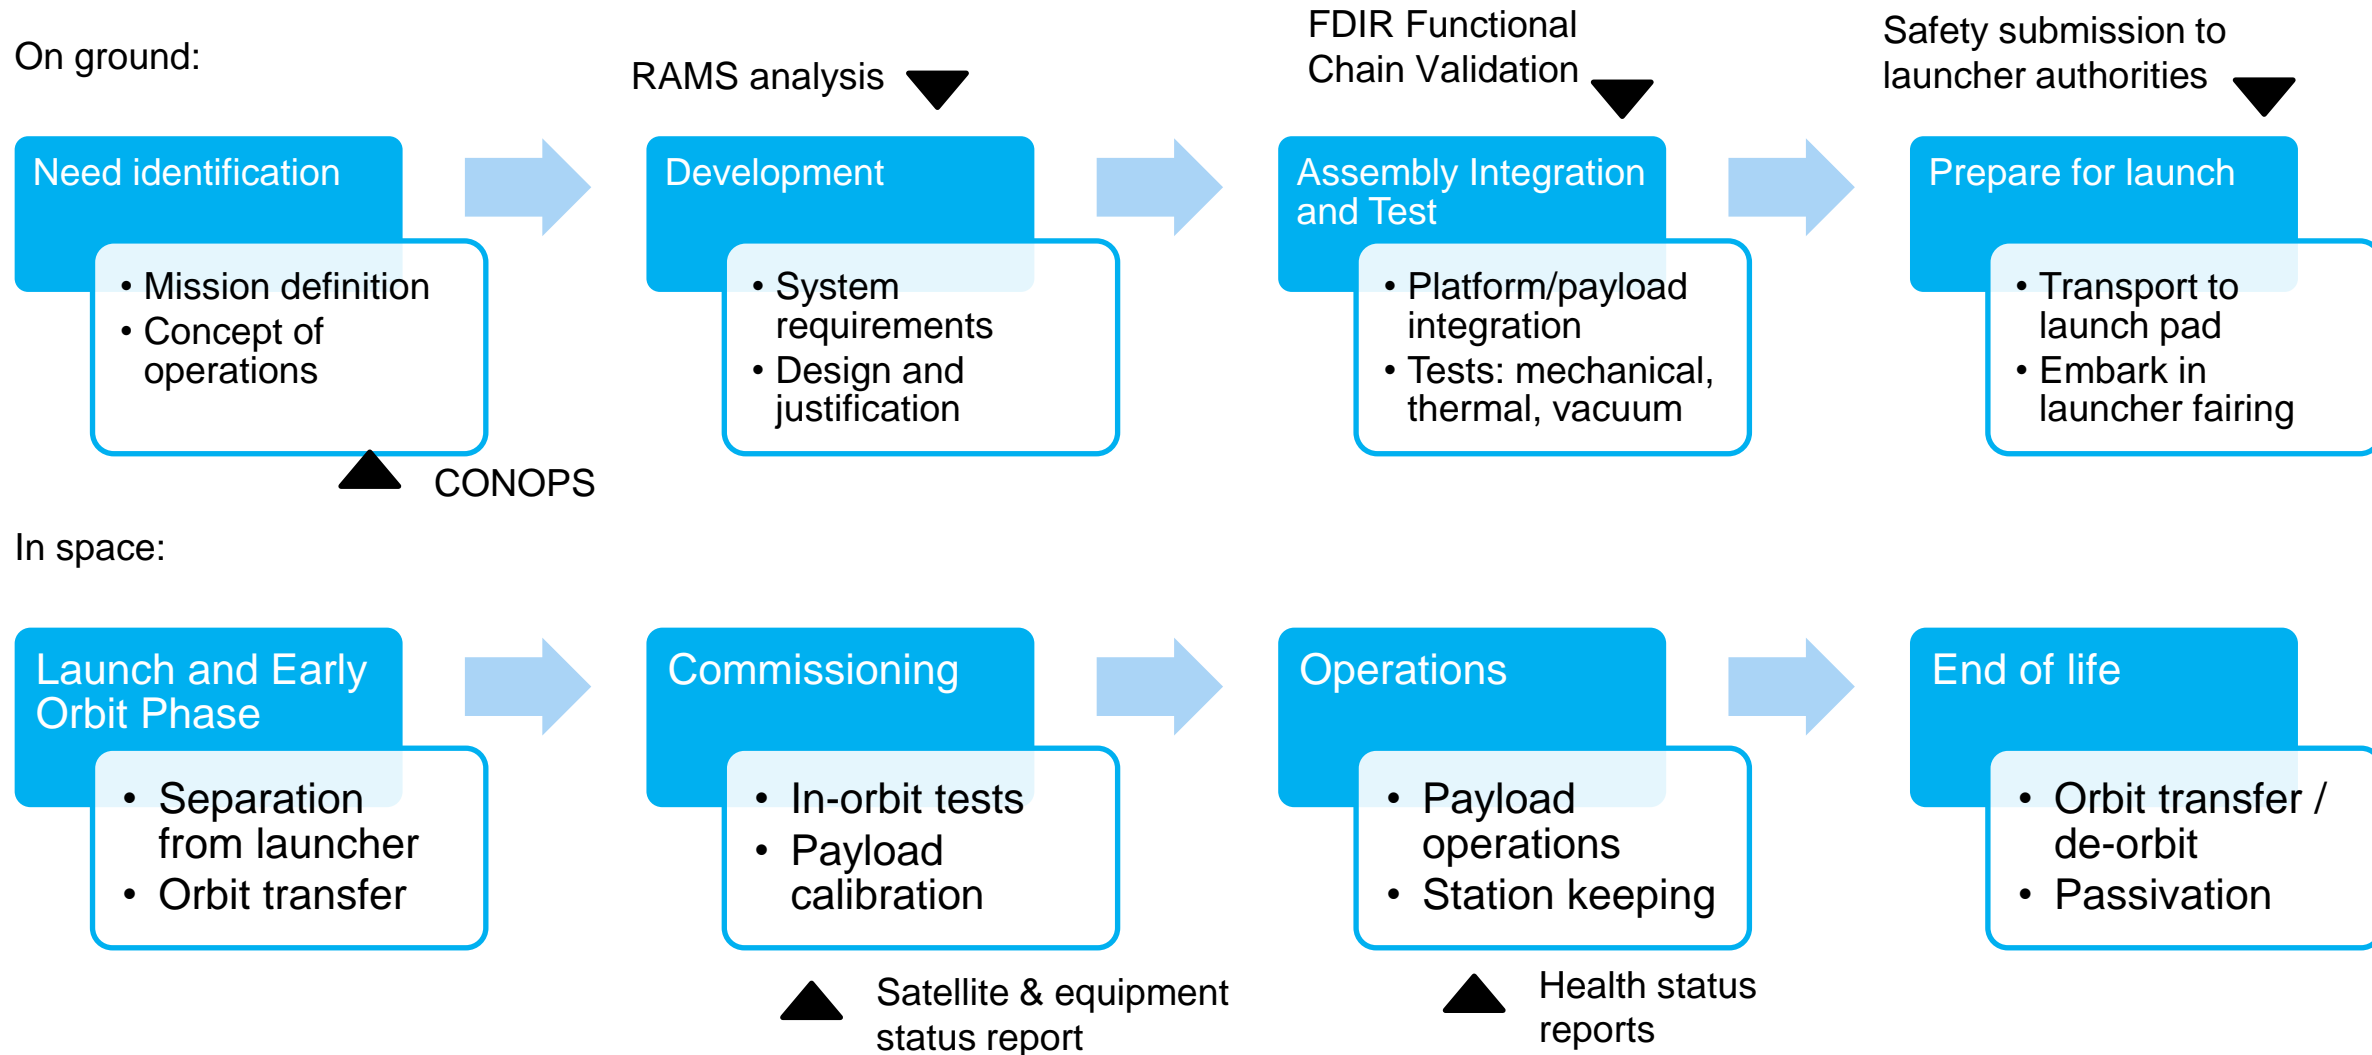 On ground:
RAMS analysis
FDIR Functional
Chain Validation
Safety submission to
launcher authorities
Need identification
• Mission definition
• Concept of
operations
CONOPS
Development
• System
requirements
• Design and
justification
Assembly Integration
and Test
• Platform/payload
integration
• Tests: mechanical,
thermal, vacuum
Prepare for launch
• Transport to
launch pad
• Embark in
launcher fairing
In space:
Launch and Early
Orbit Phase
• Separation
from launcher
• Orbit transfer
Commissioning
• In-orbit tests
• Payload
calibration
Satellite & equipment
status report
Operations
• Payload
operations
• Station keeping
Health status
reports
End of life
• Orbit transfer /
de-orbit
• Passivation